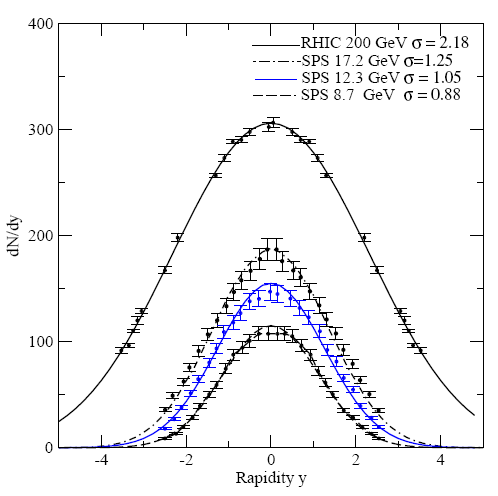 400
300
200
100
0
dN/dy
RHIC 200 GeV σ = 2.18
SPS 17.2 GeV σ=1.25
SPS 12.3 GeV σ = 1.05
SPS 8.7 GeV σ = 0.88
-4 -2 0 2 4
Rapidity y